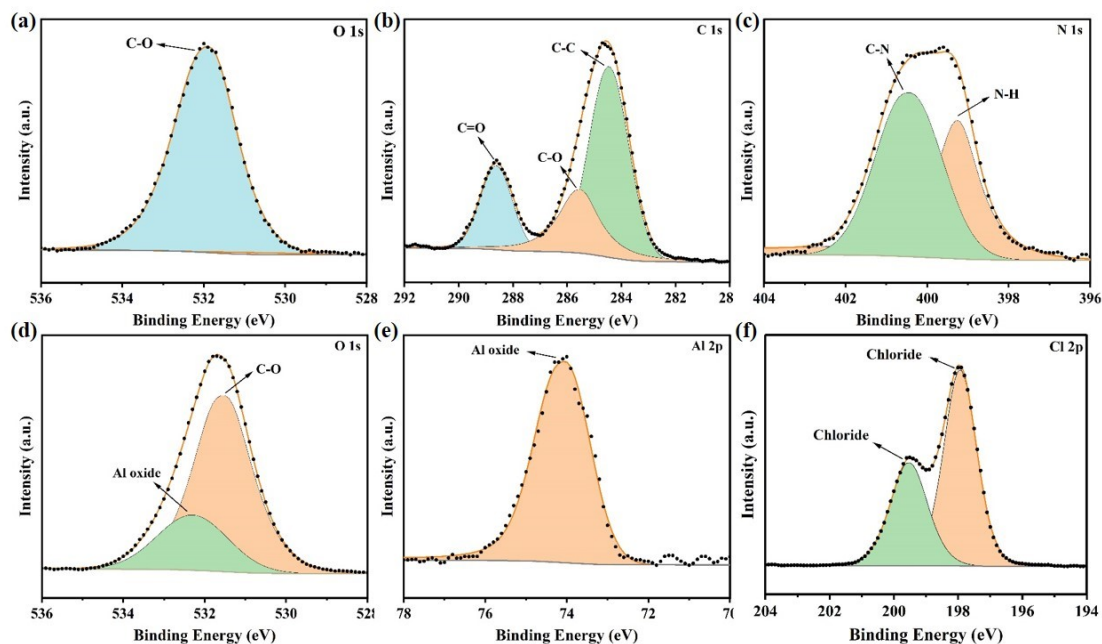 (a)
O 1s
C-O
Intensity (a.u.)
536 534 532 530 528
Binding Energy (eV)
(b)
C 1s
C-C
C=O
C-O
Intensity (a.u.)
292 290 288 286 284 282 28
Binding Energy (eV)
(c)
N 1s
C-N
N-H
Intensity (a.u.)
404 402 400 398 396
Binding Energy (eV)
(d)
O 1s
C-O
Al oxide
Intensity (a.u.)
536 534 532 530
Binding Energy (eV)
(e)
Al 2p
Al oxide
Intensity (a.u.)
78 76 74 72 70
Binding Energy (eV)
(f)
Cl 2p
Chloride
Chloride
Intensity (a.u.)
204 202 200 198 196 194
Binding Energy (eV)